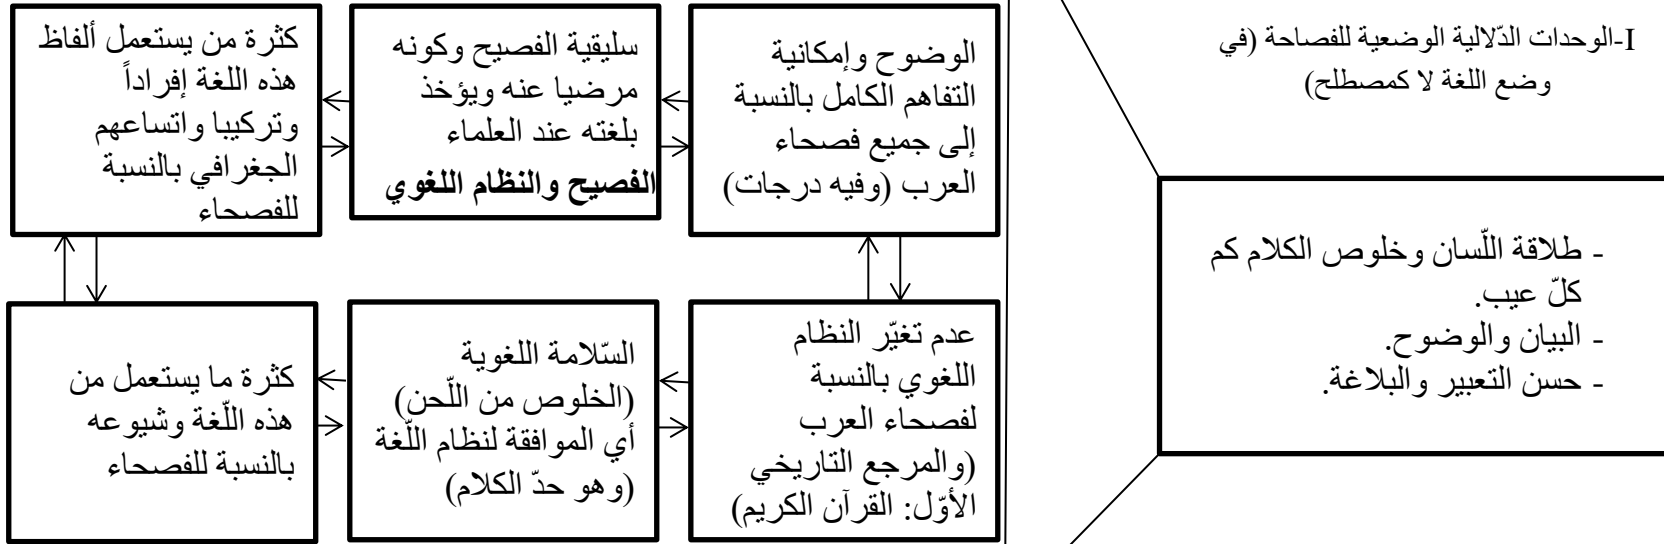 I-الوحدات الدّلالية الوضعية للفصاحة (في
وضع اللغة لا كمصطلح)
- طلاقة اللّسان وخلوص الكلام كم
كلّ عيب.
- البيان والوضوح.
- حسن التعبير والبلاغة.
الوضوح وإمكانية
التفاهم الكامل بالنسبة
إلى جميع فصحاء
العرب (وفيه درجات)
سليقية الفصيح وكونه
مرضيا عنه ويؤخذ
بلغته عند العلماء
الفصيح والنظام اللغوي
كثرة من يستعمل ألفاظ
هذه اللغة إفراداً
وتركيبا واتساعهم
الجغرافي بالنسبة
للفصحاء
عدم تغيّر النظام
اللغوي بالنسبة
لفصحاء العرب
(والمرجع التاريخي
الأوّل: القرآن الكريم)
السّلامة اللغوية
(الخلوص من اللّحن)
أي الموافقة لنظام اللّغة
(وهو حدّ الكلام)
كثرة ما يستعمل من
هذه اللّغة وشيوعه
بالنسبة للفصحاء